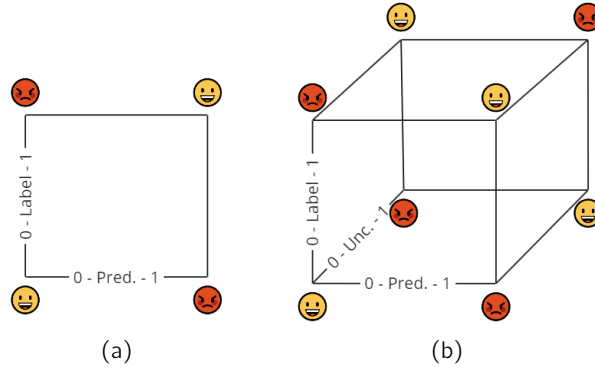 0 - Label - 1
0 - Pred. - 1
(a)
0 - Label - 1
0 - Unc. - 1
0 - Pred. - 1
(b)